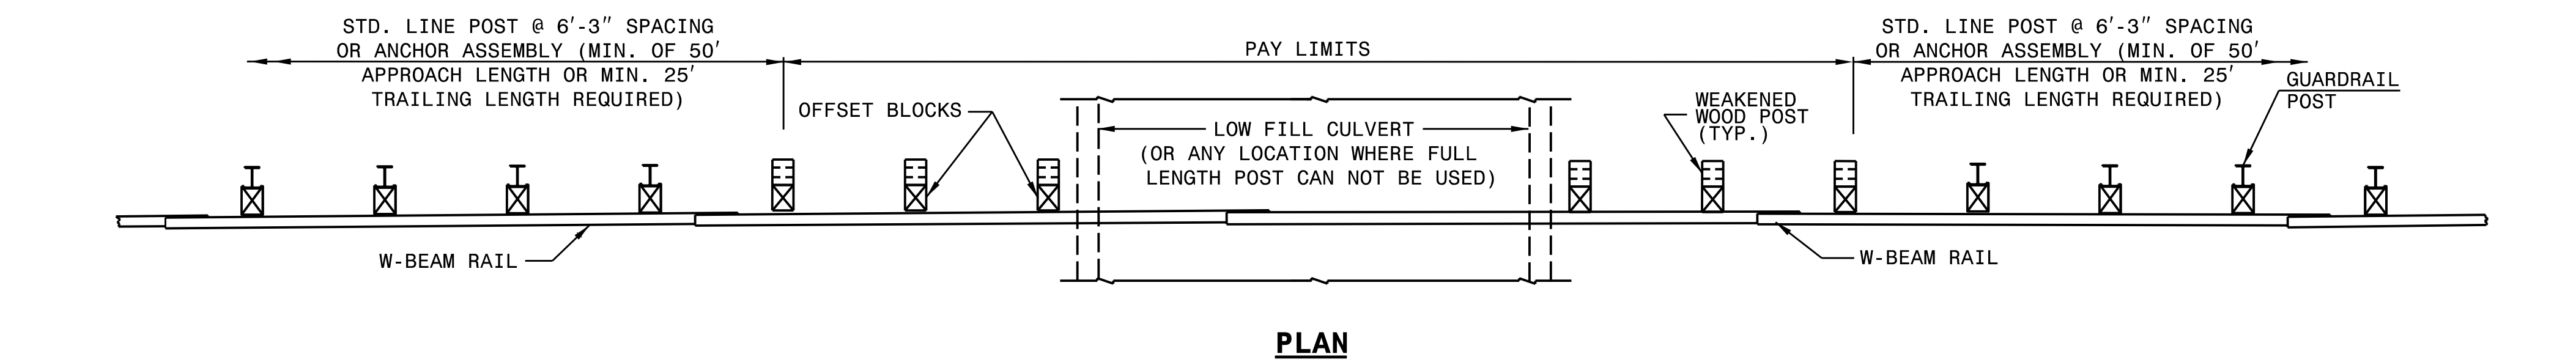 STD. LINE POST @ 6'-3" SPACING
OR ANCHOR ASSEMBLY (MIN. OF 50'
APPROACH LENGTH OR MIN. 25'
TRAILING LENGTH REQUIRED)
PAY LIMITS
STD. LINE POST @ 6'-3" SPACING
OR ANCHOR ASSEMBLY (MIN. OF 50'
APPROACH LENGTH OR MIN. 25'
TRAILING LENGTH REQUIRED)
GUARDRAIL
POST
OFFSET BLOCKS
WEAKENED
WOOD POST
(TYP.)
LOW FILL CULVERT
(OR ANY LOCATION WHERE FULL
LENGTH POST CAN NOT BE USED)
W-BEAM RAIL
W-BEAM RAIL
PLAN